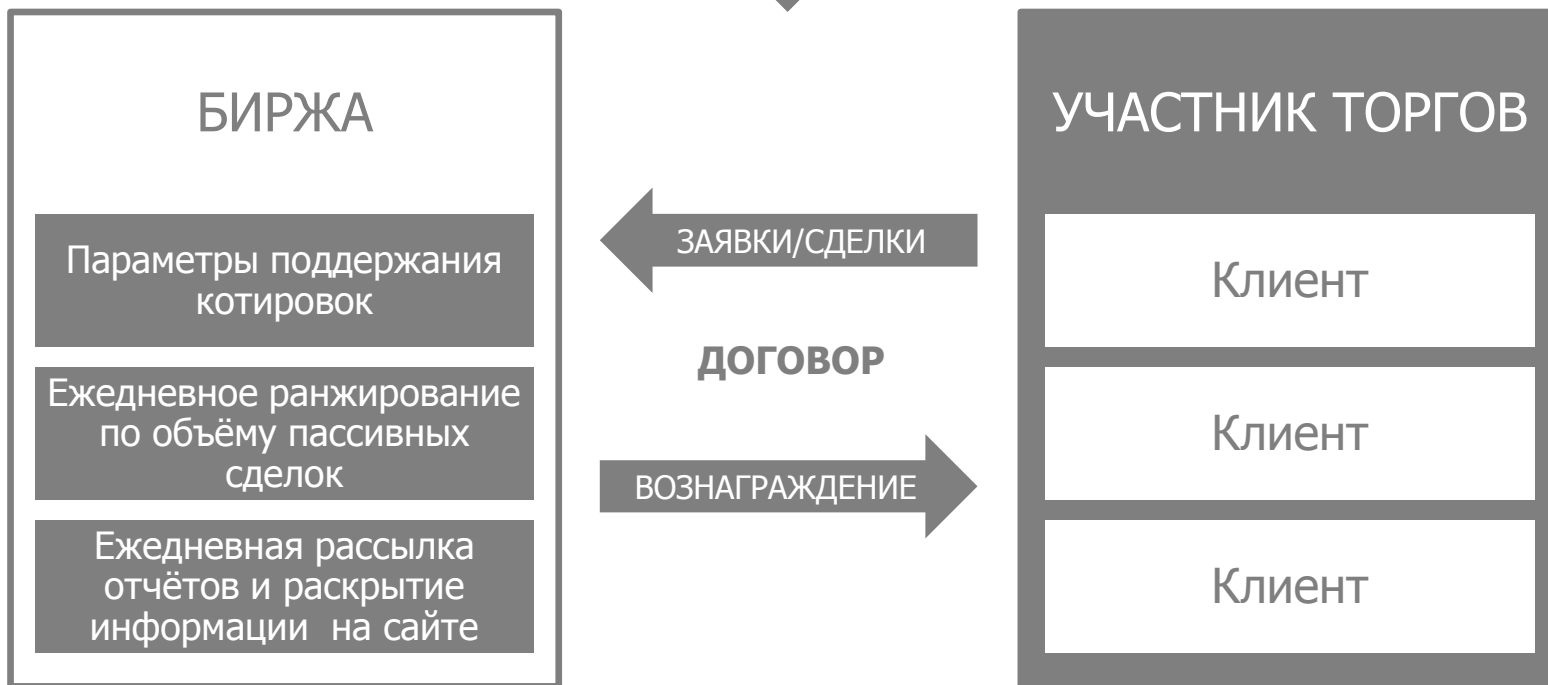 БИРЖА
Параметры поддержания
котировок
Ежедневное ранжирование
по объёму пассивных
сделок
Ежедневная рассылка
отчётов и раскрытие
информации на сайте
ЗАЯВКИ/СДЕЛКИ
ДОГОВОР
ВОЗНАГРАЖДЕНИЕ
УЧАСТНИК ТОРГОВ
Клиент
Клиент
Клиент